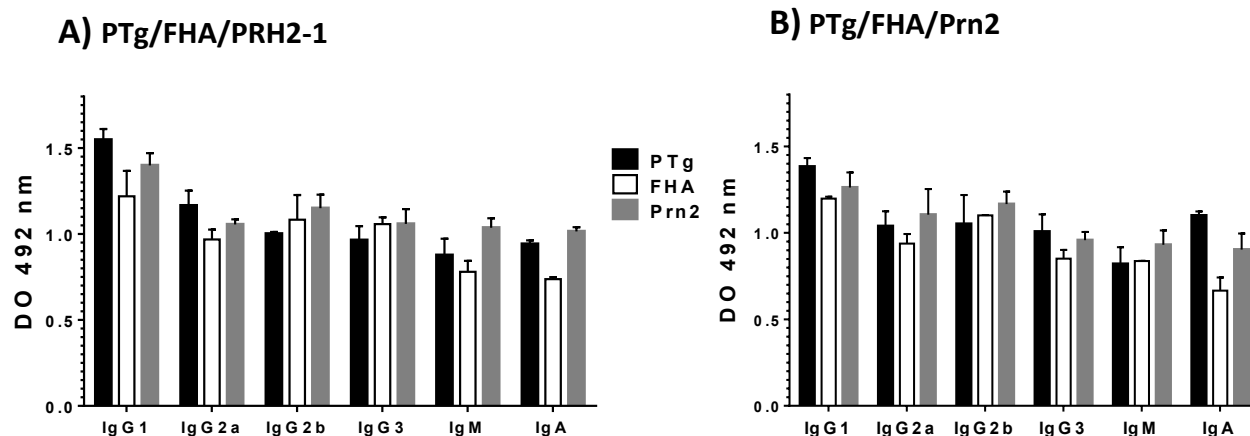 A) PTg/FHA/PRH2-1
DO 492 nm
1.5
1.0
0.5
0.0
IgG1 IgG2a IgG2b IgG3 IgM IgA
PTg
FHA
Prn2
B) PTg/FHA/Prn2
DO 492 nm
1.5
1.0
0.5
0.0
IgG1 IgG2a IgG2b IgG3 IgM IgA